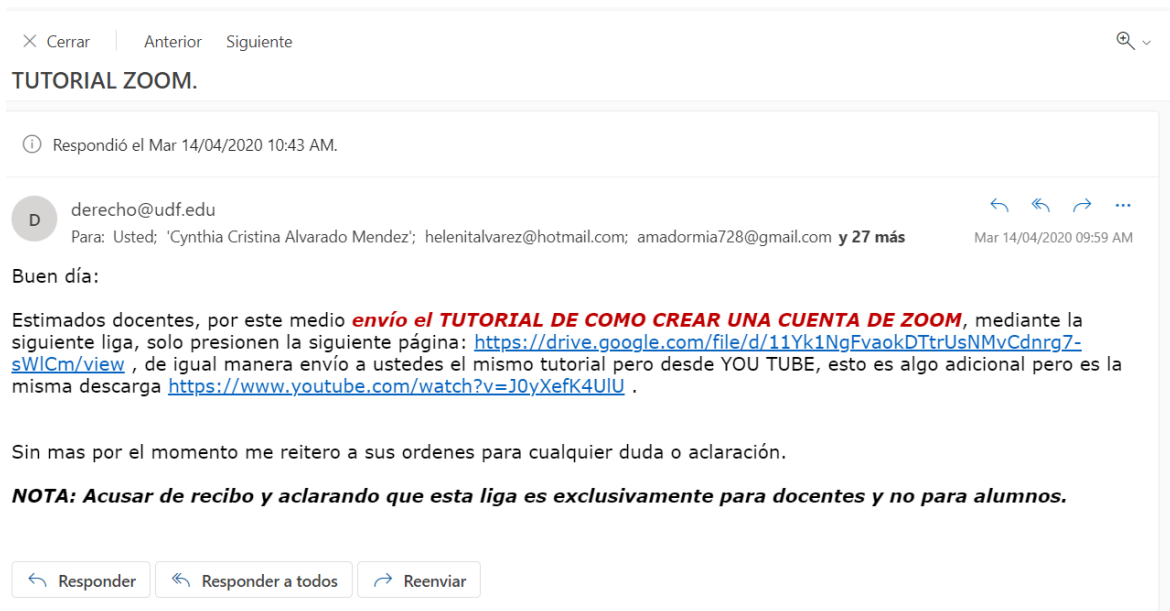 Cerrar Anterior Siguiente
TUTORIAL ZOOM.
Respondió el Mar 14/04/2020 10:43 AM.
D
derecho@udf.edu
Para: Usted; 'Cynthia Cristina Alvarado Mendez'; helenitalvarez@hotmail.com; amadormia728@gmail.com y 27 más Mar 14/04/2020 09:59 AM
Buen día:
Estimados docentes, por este medio envío el TUTORIAL DE COMO CREAR UNA CUENTA DE ZOOM, mediante la
siguiente liga, solo presionen la siguiente página: https://drive.google.com/file/d/11Yk1NgFvaokDTtrUsNMvCdnrg7-
sWlCm/view , de igual manera envío a ustedes el mismo tutorial pero desde YOU TUBE, esto es algo adicional pero es la
misma descarga https://www.youtube.com/watch?v=J0yXefK4UlU .
Sin mas por el momento me reitero a sus ordenes para cualquier duda o aclaración.
NOTA: Acusar de recibo y aclarando que esta liga es exclusivamente para docentes y no para alumnos.
Responder Responder a todos Reenviar